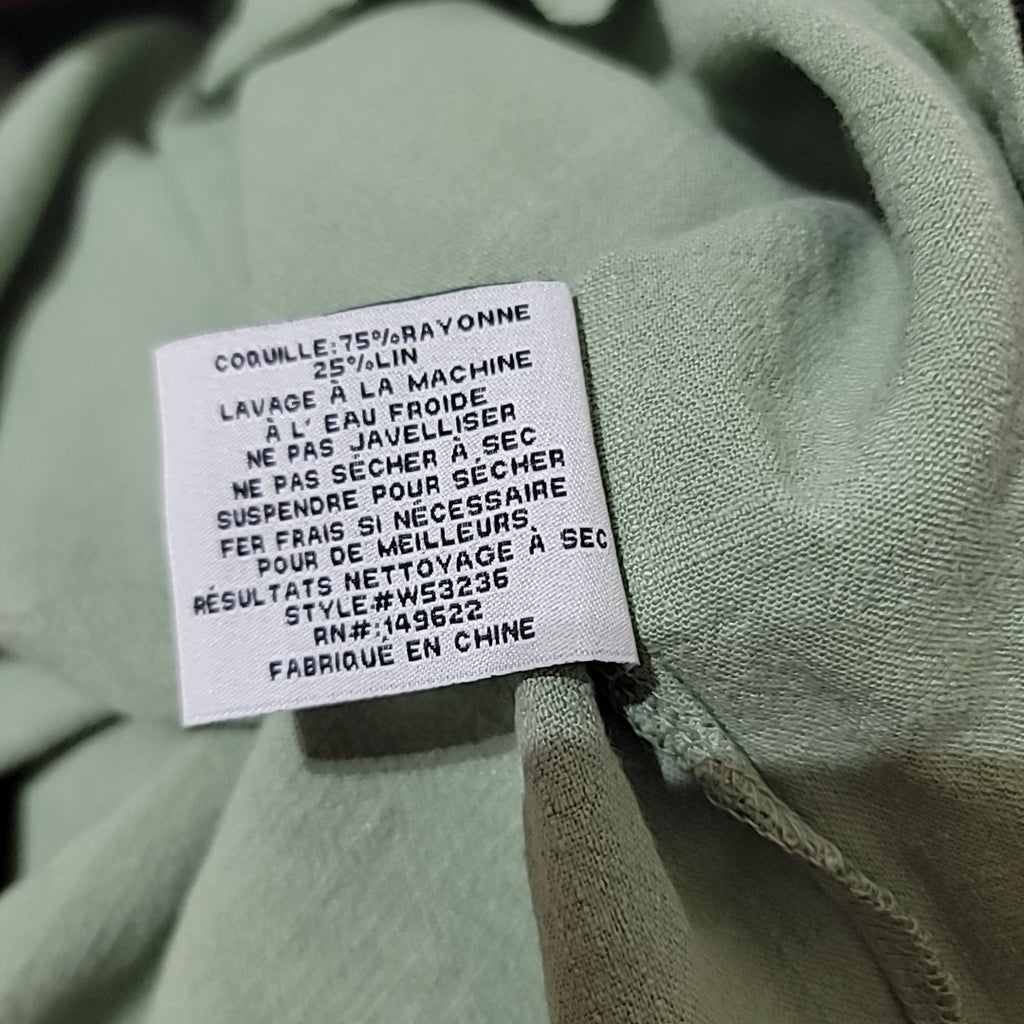 COQUILLE:75%RAYONNE
25%LIN
LAVAGE À LA MACHINE
À L' EAU FROIDE
NE PAS JAVELLISER
NE PAS SÉCHER À SEC
SUSPENDRE POUR SÉCHER
FER FRAIS SI NÉCESSAIRE
POUR DE MEILLEURS
RÉSULTATS NETTOYAGE À SEC
STYLE#W53236
RN#:149622
FABRIQUÉ EN CHINE